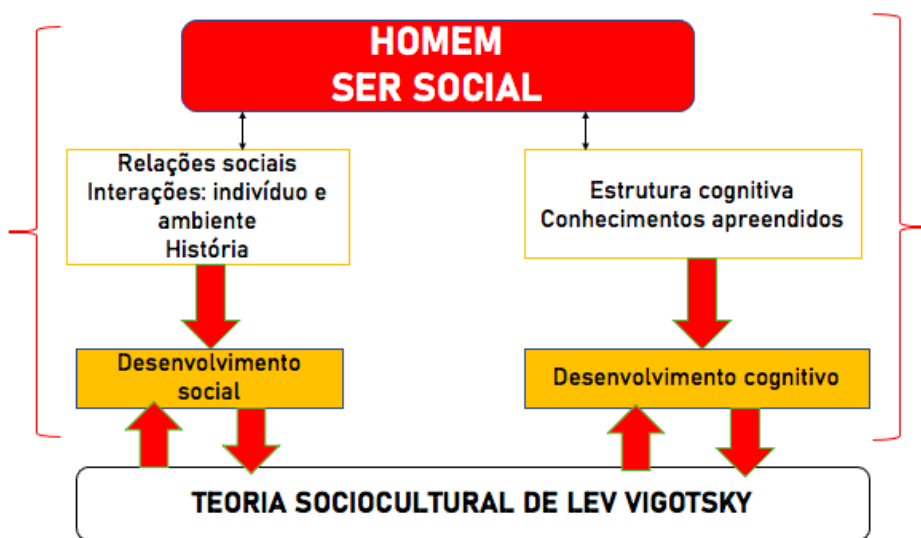 HOMEM
SER SOCIAL
Relações sociais
Interações: indivíduo e
ambiente
História
Estrutura cognitiva
Conhecimentos apreendidos
Desenvolvimento
social
Desenvolvimento cognitivo
TEORIA SOCIOCULTURAL DE LEV VIGOTSKY